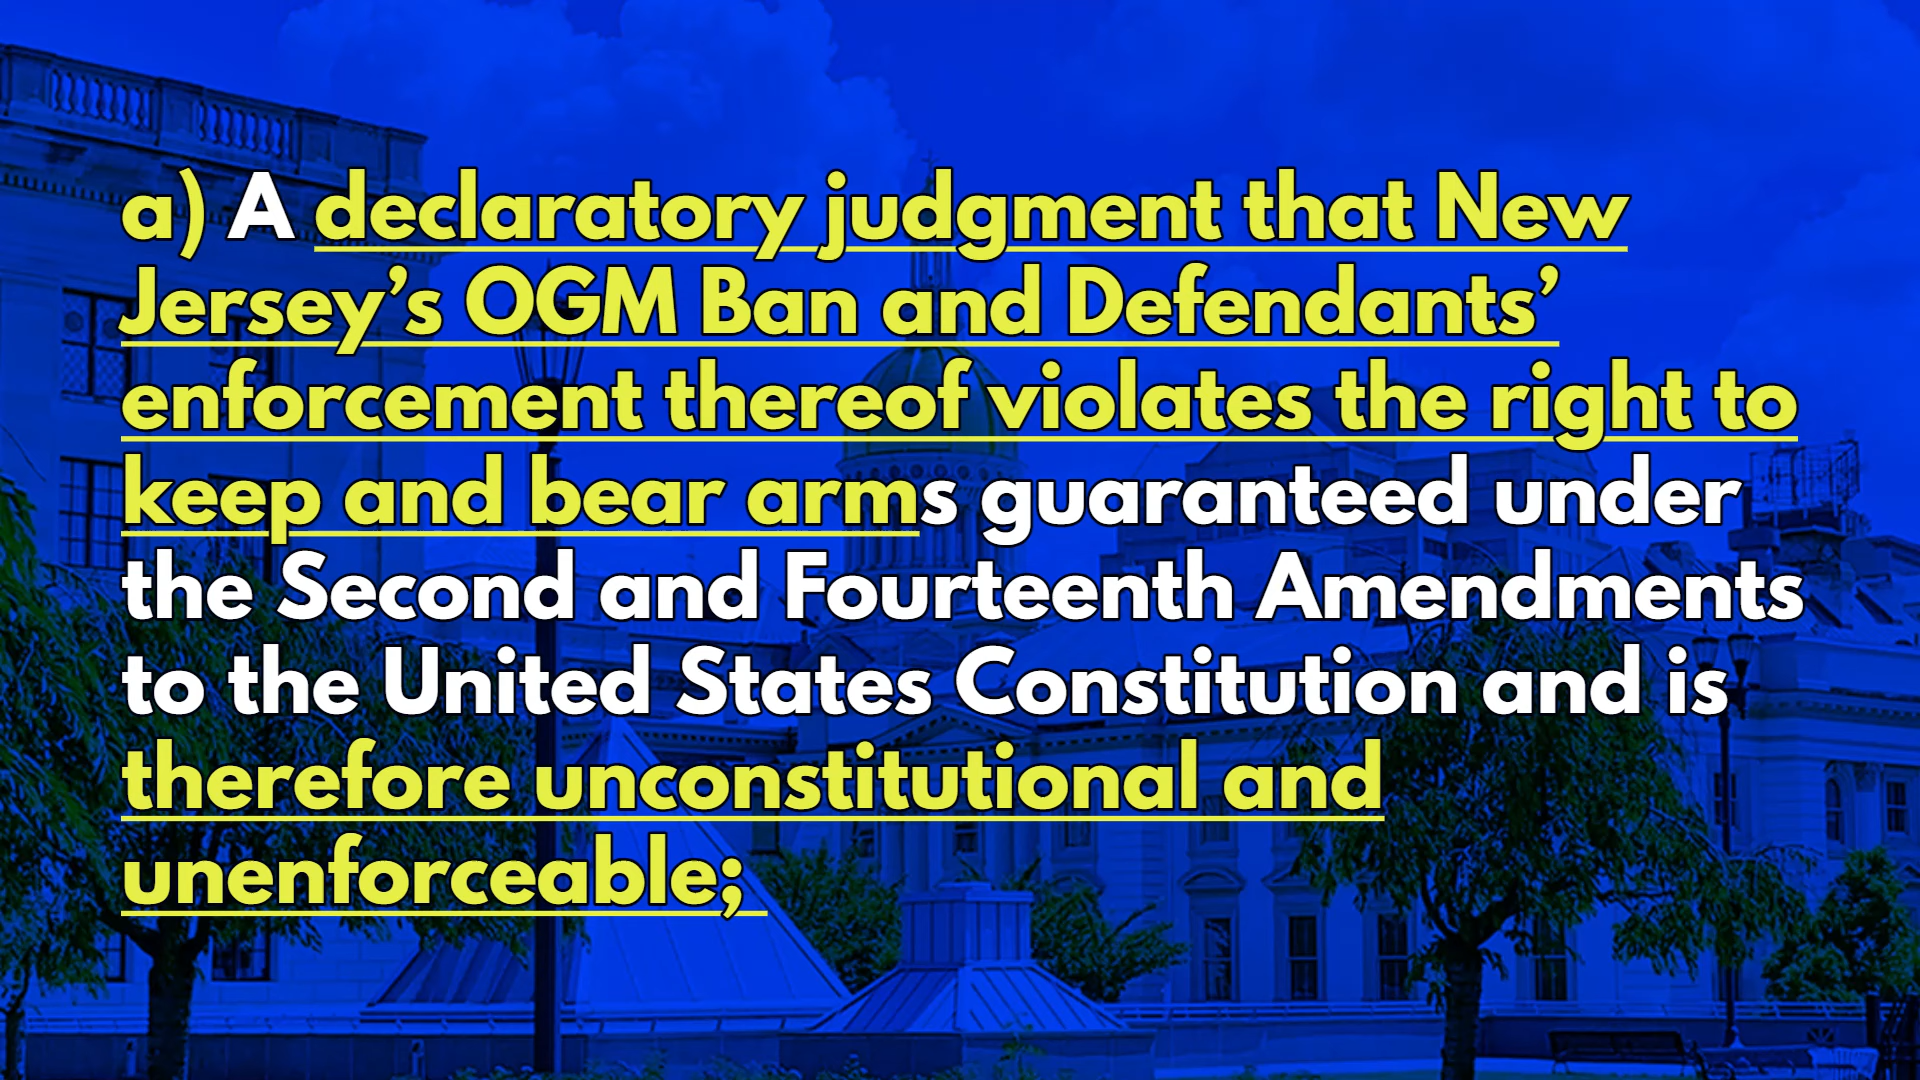 a) A declaratory judgment that New
Jersey’s OGM Ban and Defendants’
enforcement thereof violates the right to
keep and bear arms guaranteed under
the Second and Fourteenth Amendments
to the United States Constitution and is
therefore unconstitutional and
unenforceable;